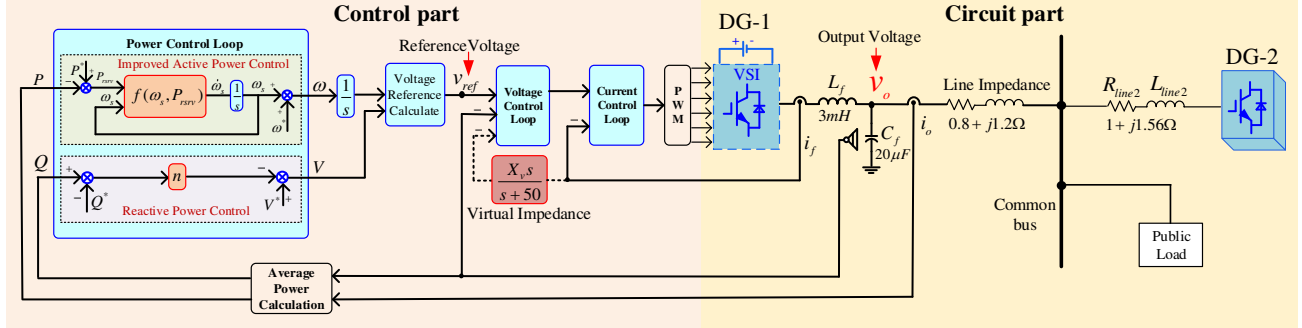 Control part
Circuit part
Power Control Loop
Improved Active Power Control
P
P*
+
−
P_rsrv
ω_s
f(ω_s, P_rsrv)
ω̇_s
1/s
ω_s
+
+
ω*
ω
1/s
Voltage
Reference
Calculate
Reference Voltage
v_ref
Voltage
Control
Loop
−
−
Current
Control
Loop
−
P
W
M
DG-1
+
-
VSI
L_f
3mH
Output Voltage
v_o
C_f
20μF
i_f
i_o
Line Impedance
0.8 + j1.2Ω
R_line2
L_line2
1 + j1.56Ω
DG-2
Q
+
−
Q*
n
−
V*
+
V
Reactive Power Control
X_v s
s + 50
Virtual Impedance
Common
bus
Public
Load
Average
Power
Calculation